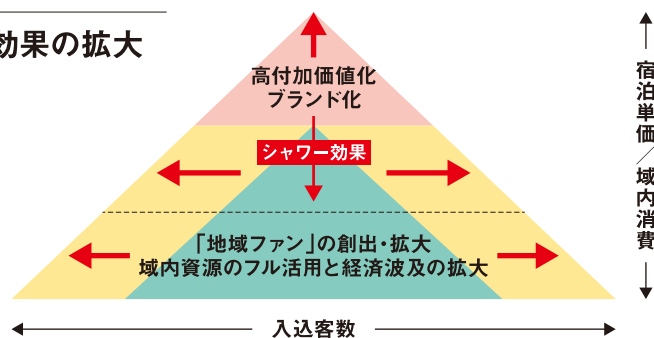 効果の拡大
高付加価値化
ブランド化
シャワー効果
「地域ファン」の創出・拡大
域内資源のフル活用と経済波及の拡大
入込客数
宿泊単価／域内消費